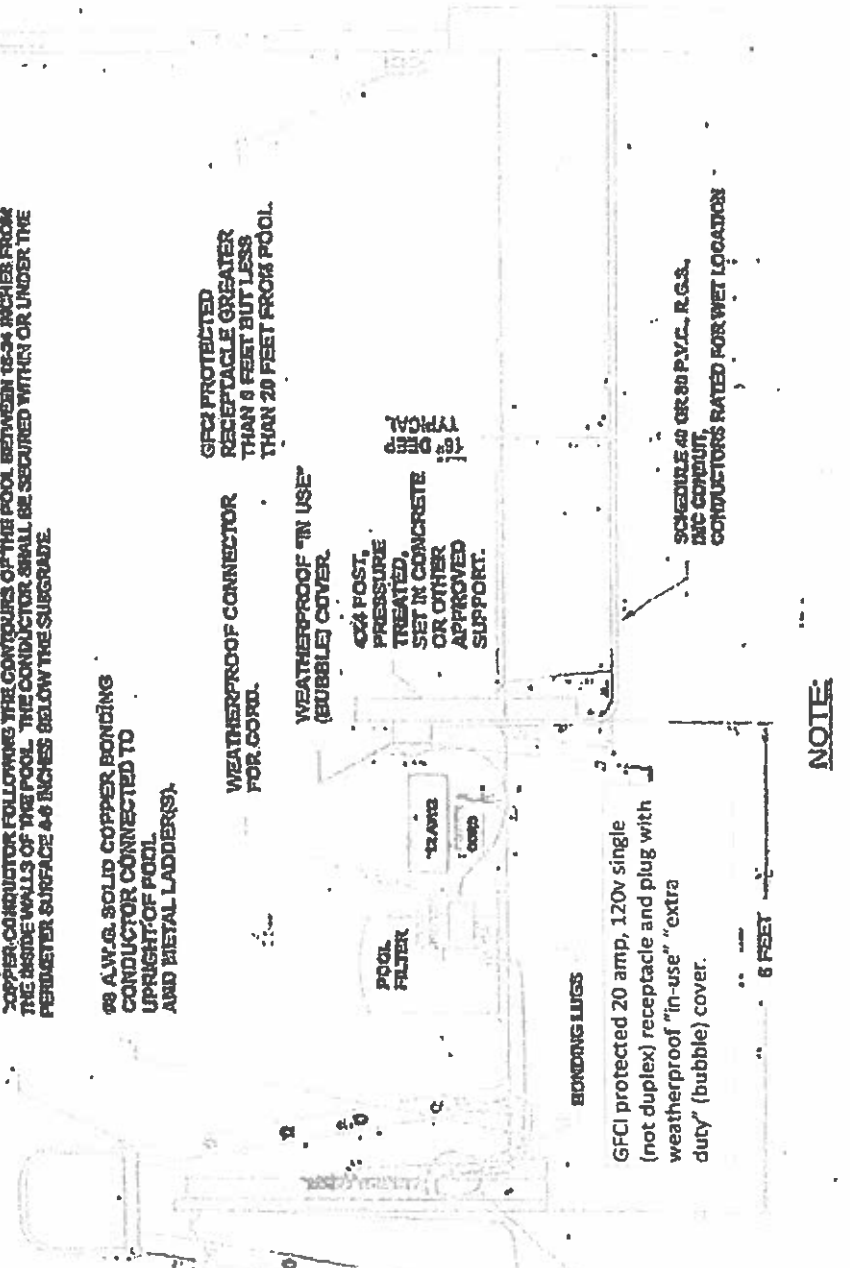 COPPER CONDUCTOR FOLLOWING THE CONTOURS OF THE POOL BETWEEN 18-24 INCHES FROM
THE INSIDE WALLS OF THE POOL. THE CONDUCTOR SHALL BE SECURED WITHIN OR UNDER THE
PERIMETER SURFACE 4-6 INCHES BELOW THE SUBGRADE.
#8 A.W.G. SOLID COPPER BONDING
CONDUCTOR CONNECTED TO
UPRIGHT OF POOL
AND METAL LADDER(S).
GFCI PROTECTED
RECEPTACLE GREATER
THAN 6 FEET BUT LESS
THAN 20 FEET FROM POOL.
WEATHERPROOF CONNECTOR
FOR CORD.
WEATHERPROOF "IN USE"
(BUBBLE) COVER.
4X4 POST,
PRESSURE
TREATED,
SET IN CONCRETE
OR OTHER
APPROVED
SUPPORT.
18" DEEP
TYPICAL
POOL
FILTER
12 AWG
CORD
BONDING LUGS
GFCI protected 20 amp, 120v single
(not duplex) receptacle and plug with
weatherproof "in-use" "extra
duty" (bubble) cover.
SCHEDULE 40 OR 80 P.V.C., R.G.S.,
CONDUIT,
CONDUCTORS RATED FOR WET LOCATION
6 FEET
NOTE: